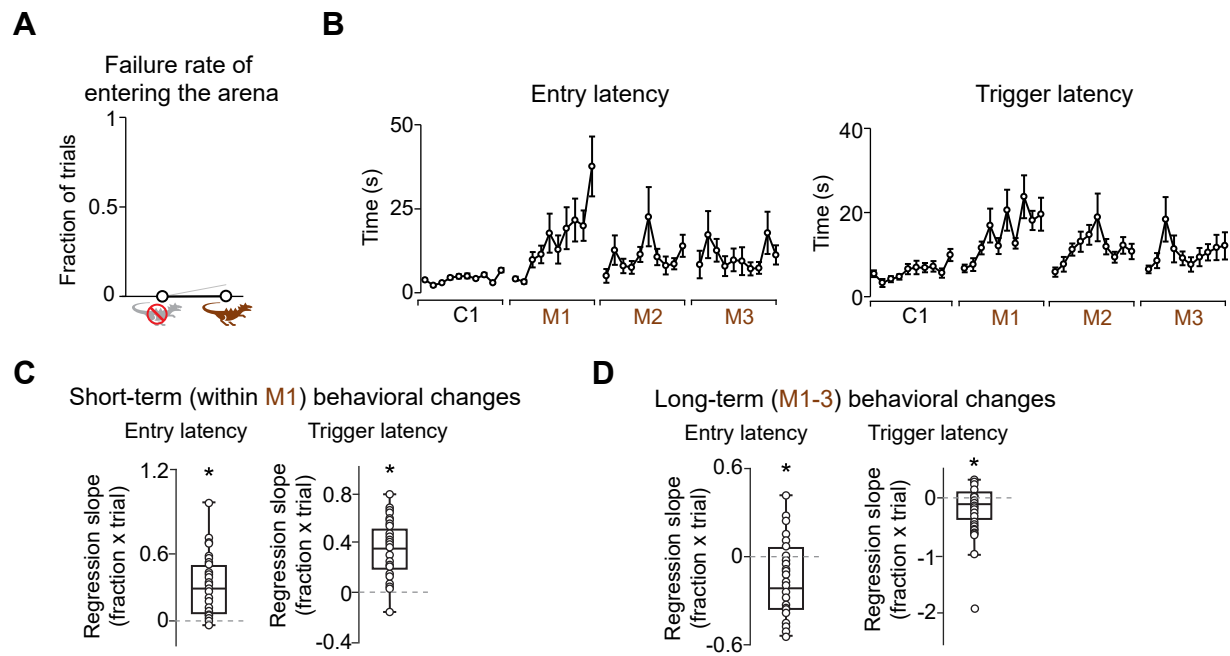 A
Failure rate of
entering the arena
Fraction of trials
1
0.5
0
B
Entry latency
Time (s)
50
25
0
C1
M1
M2
M3
Trigger latency
Time (s)
40
20
0
C1
M1
M2
M3
C
Short-term (within M1) behavioral changes
Entry latency
Regression slope
(fraction x trial)
1.2
0.6
0
*
Trigger latency
Regression slope
(fraction x trial)
0.8
0.4
0
-0.4
*
D
Long-term (M1-3) behavioral changes
Entry latency
Regression slope
(fraction x trial)
0.6
0
-0.6
*
Trigger latency
Regression slope
(fraction x trial)
0
-1
-2
*